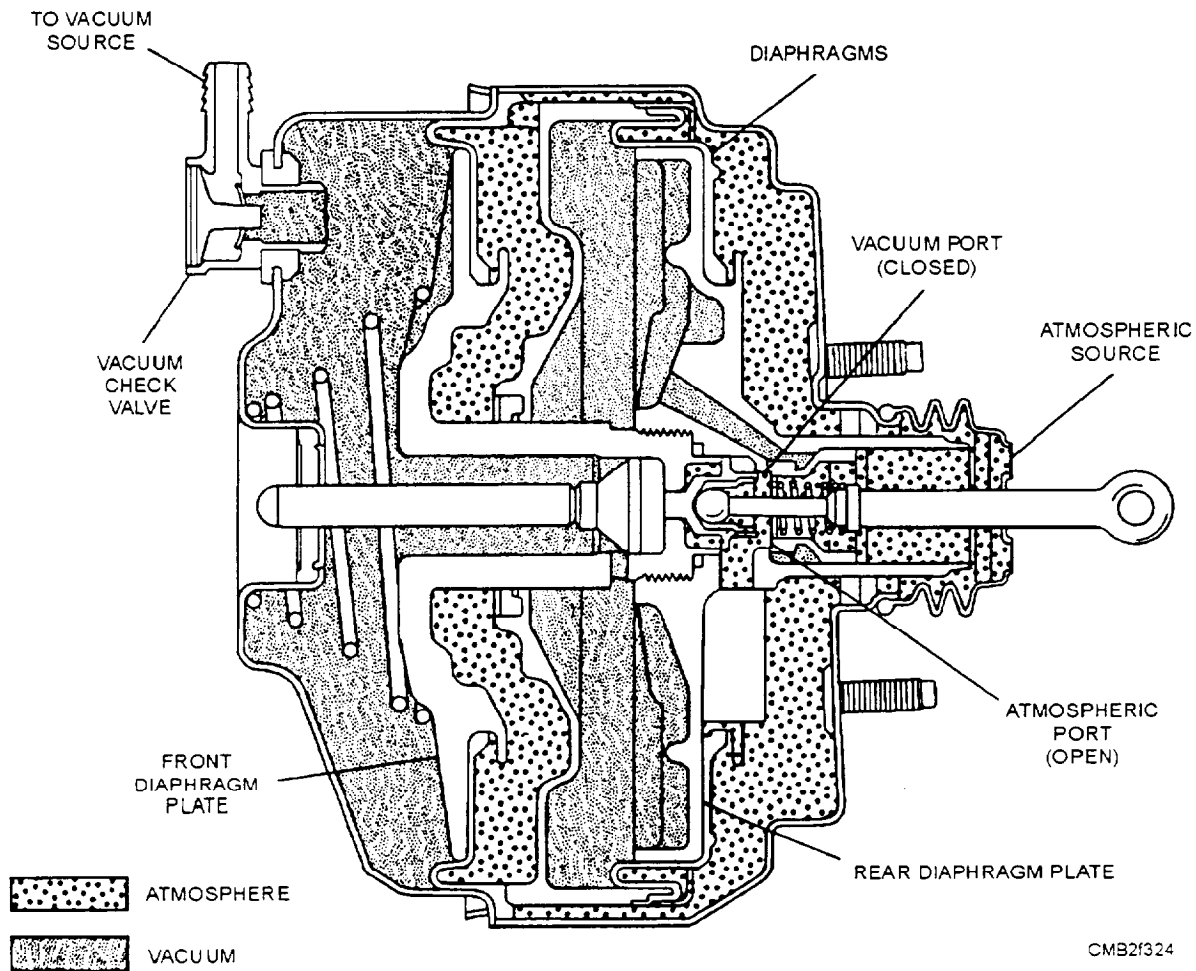 TO VACUUM
SOURCE
DIAPHRAGMS
VACUUM PORT
(CLOSED)
ATMOSPHERIC
SOURCE
VACUUM
CHECK
VALVE
ATMOSPHERIC
PORT
(OPEN)
FRONT
DIAPHRAGM
PLATE
REAR DIAPHRAGM PLATE
ATMOSPHERE
VACUUM
CMB2f324